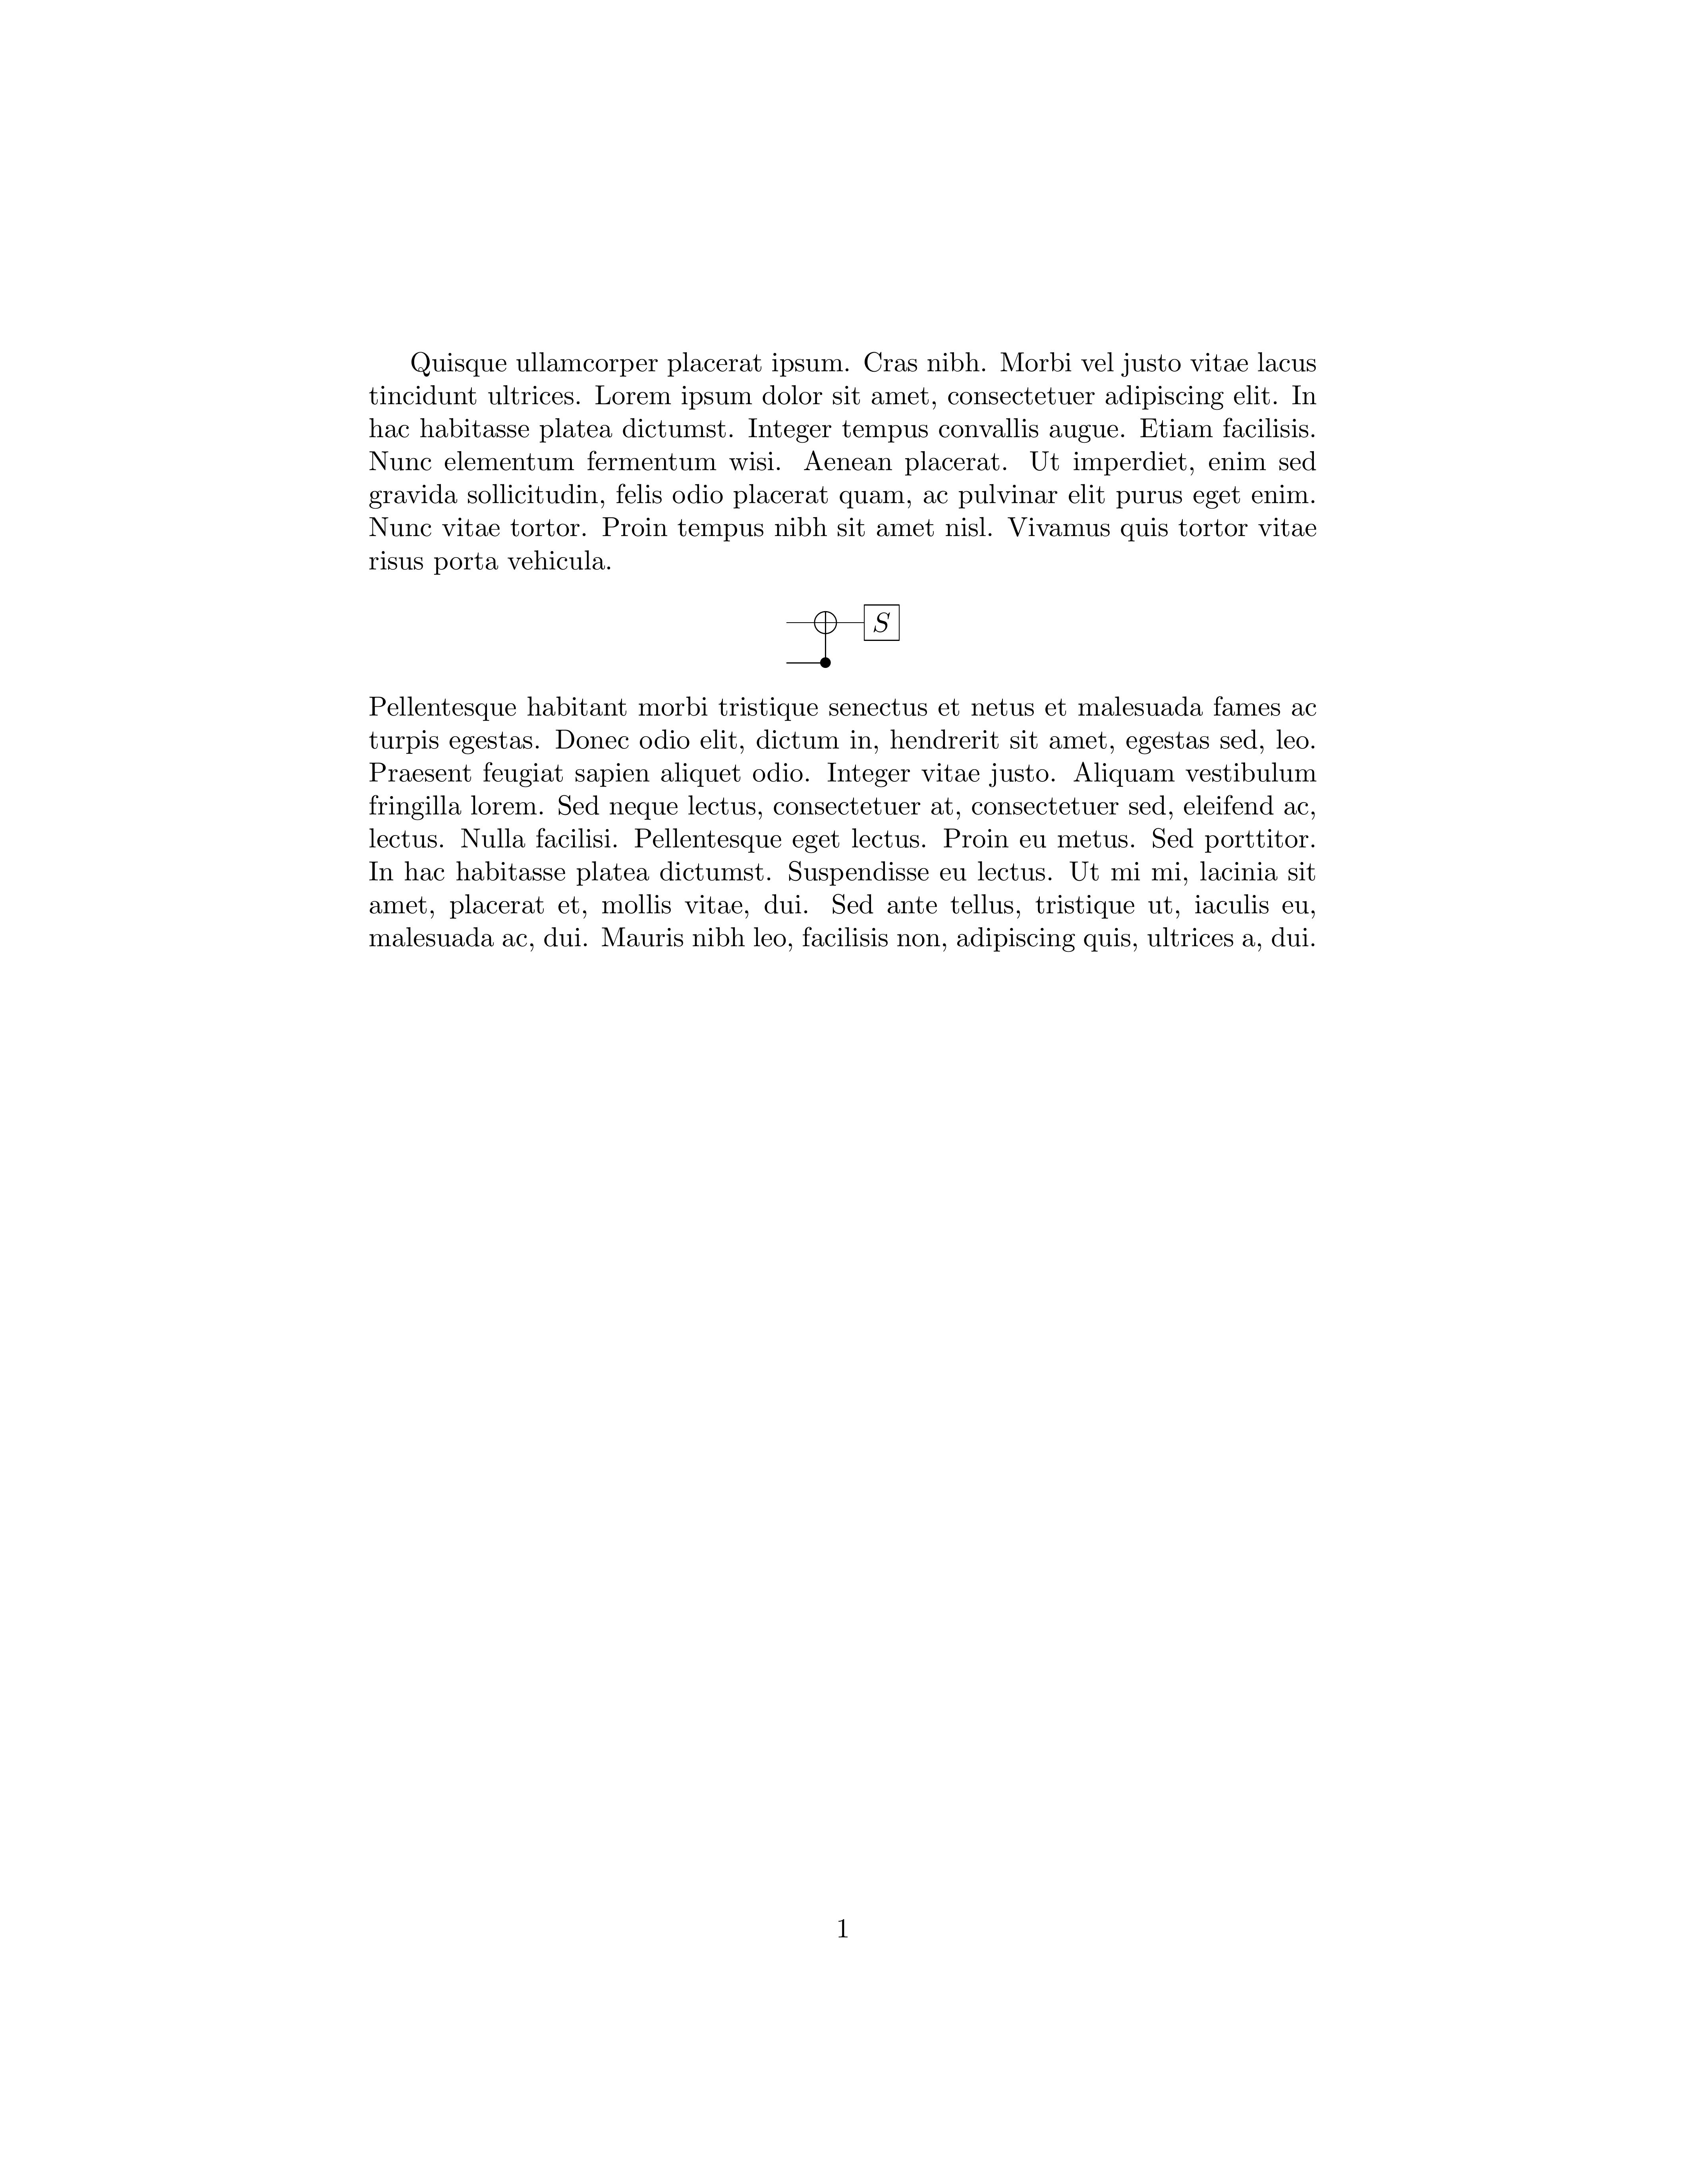 Quisque ullamcorper placerat ipsum. Cras nibh. Morbi vel justo vitae lacus
tincidunt ultrices. Lorem ipsum dolor sit amet, consectetuer adipiscing elit. In
hac habitasse platea dictumst. Integer tempus convallis augue. Etiam facilisis.
Nunc elementum fermentum wisi. Aenean placerat. Ut imperdiet, enim sed
gravida sollicitudin, felis odio placerat quam, ac pulvinar elit purus eget enim.
Nunc vitae tortor. Proin tempus nibh sit amet nisl. Vivamus quis tortor vitae
risus porta vehicula.
S
Pellentesque habitant morbi tristique senectus et netus et malesuada fames ac
turpis egestas. Donec odio elit, dictum in, hendrerit sit amet, egestas sed, leo.
Praesent feugiat sapien aliquet odio. Integer vitae justo. Aliquam vestibulum
fringilla lorem. Sed neque lectus, consectetuer at, consectetuer sed, eleifend ac,
lectus. Nulla facilisi. Pellentesque eget lectus. Proin eu metus. Sed porttitor.
In hac habitasse platea dictumst. Suspendisse eu lectus. Ut mi mi, lacinia sit
amet, placerat et, mollis vitae, dui. Sed ante tellus, tristique ut, iaculis eu,
malesuada ac, dui. Mauris nibh leo, facilisis non, adipiscing quis, ultrices a, dui.
1